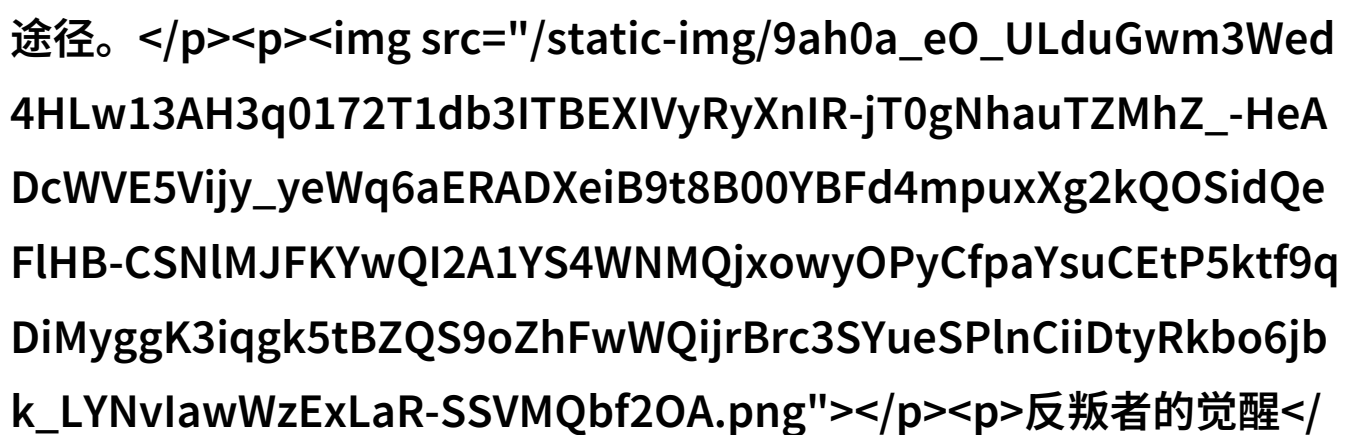 途径。</p><p><img src="/static-img/9ah0a_eO_ULduGwm3Wed
4HLw13AH3q0172T1db3ITBEXIVyRyXnIR-jT0gNhauTZMhZ_-HeA
DcWVE5Vijy_yeWq6aERADXeiB9t8B00YBFd4mpuxXg2kQOSidQe
FlHB-CSNlMJFKYwQI2A1YS4WNMQjxowyOPyCfpaYsuCEtP5ktf9q
DiMyggK3iqgk5tBZQS9oZhFwWQijrBrc3SYueSPlnCiiDtyRkbo6jb
k_LYNvIawWzExLaR-SSVMQbf2OA.png"></p><p>反叛者的觉醒</